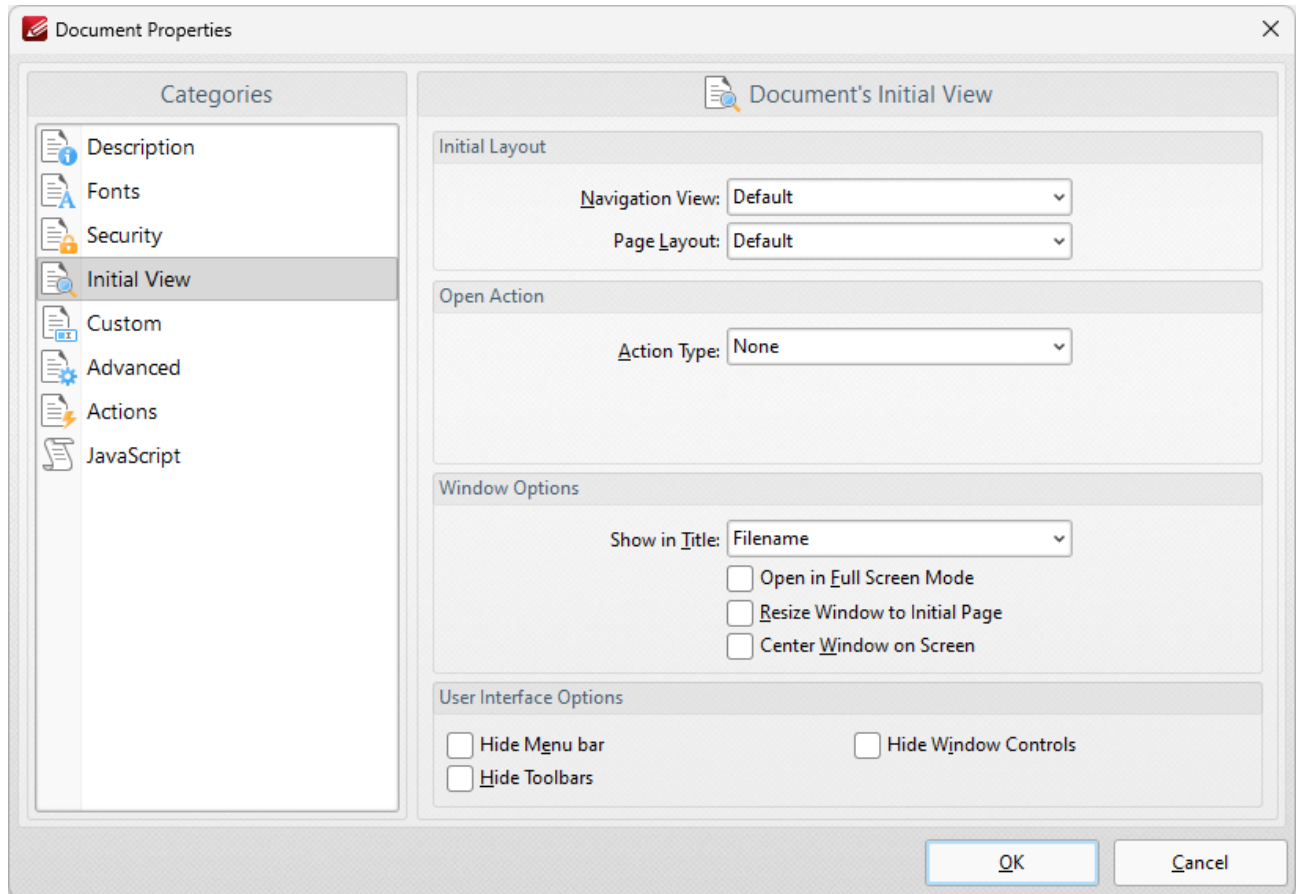 Document Properties
Categories
Description
Fonts
Security
Initial View
Custom
Advanced
Actions
JavaScript
Document's Initial View
Initial Layout
Navigation View: Default
Page Layout: Default
Open Action
Action Type: None
Window Options
Show in Title: Filename
Open in Full Screen Mode
Resize Window to Initial Page
Center Window on Screen
User Interface Options
Hide Menu bar
Hide Window Controls
Hide Toolbars
OK
Cancel